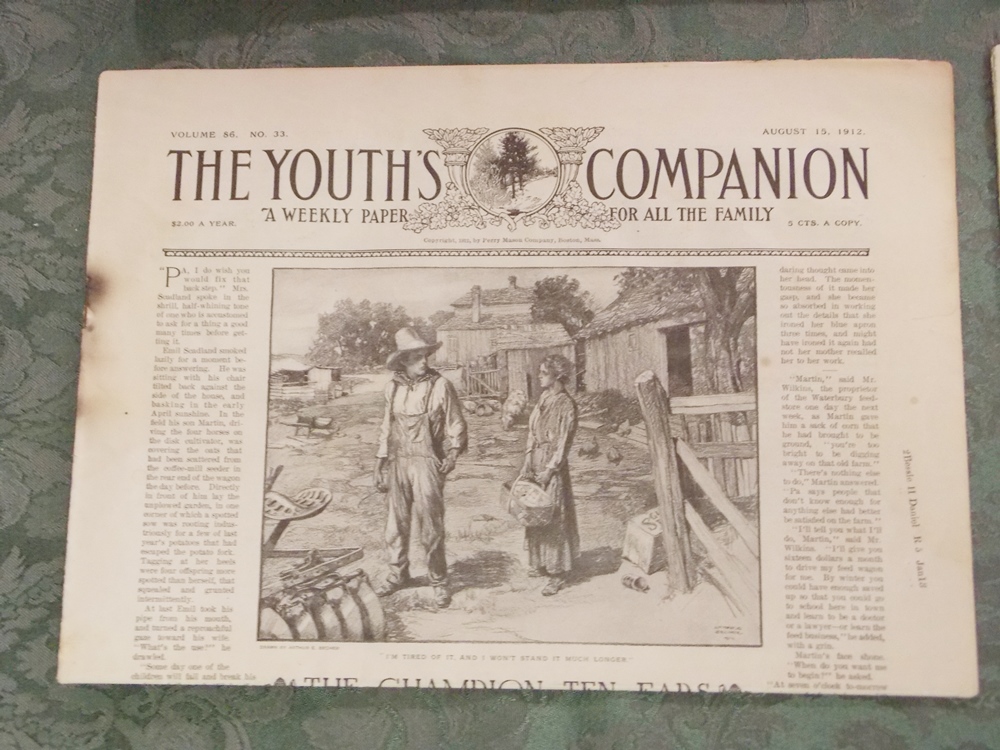 VOLUME 86. NO. 33.
AUGUST 15, 1912.
THE YOUTH'S COMPANION
A WEEKLY PAPER FOR ALL THE FAMILY
$2.00 A YEAR.
5 CTS. A COPY.
Copyright, 1912, by Perry Mason Company, Boston, Mass.
"PA, I do wish you
would fix that
back step." Mrs.
Scadland spoke in the
shrill, half-whining tone
of one who is accustomed
to ask for a thing a good
many times before get-
ting it.
Emil Scadland smoked
lazily for a moment be-
fore answering. He was
sitting with his chair
tilted back against the
side of the house, and
basking in the early
April sunshine. In the
field his son Martin, dri-
ving the four horses on
the disk cultivator, was
covering the oats that
had been scattered from
the coffee-mill seeder in
the rear end of the wagon
the day before. Directly
in front of him lay the
unplowed garden, in one
corner of which a spotted
sow was rooting indus-
triously for a few of last
year's potatoes that had
escaped the potato fork.
Tagging at her heels
were four offspring more
spotted than herself, that
squealed and grunted
intermittently.
At last Emil took his
pipe from his mouth,
and turned a reproachful
gaze toward his wife.
"What's the use?" he
drawled.
"Some day one of the
children will fall and break his
DRAWN BY ARTHUR E. BECHER
"I'M TIRED OF IT, AND I WON'T STAND IT MUCH LONGER"
THE CHAMPION TEN EARS
daring thought came into
her head. The momen-
tousness of it made her
gasp, and she became
so absorbed in working
out the details that she
ironed her blue apron
three times, and might
have ironed it again had
not her mother recalled
her to her work.
"Martin," said Mr.
Wilkins, the proprietor
of the Waterbury feed-
store one day the next
week, as Martin gave
him a sack of corn that
he had brought to be
ground, "you're too
bright to be digging
away on that old farm."
"There's nothing else
to do," Martin answered.
"Pa says people that
don't know enough for
anything else had better
be satisfied on the farm."
"I'll tell you what I'll
do, Martin," said Mr.
Wilkins. "I'll give you
sixteen dollars a month
to drive my feed wagon
for me. By winter you
could have enough saved
up so that you could go
to school here in town
and learn to be a doctor
or a lawyer—or learn the
feed business," he added,
with a grin.
Martin's face shone.
"When do you want me
to begin?" he asked.
"At seven o'clock to-morrow
H Daniel R 5 Jan13